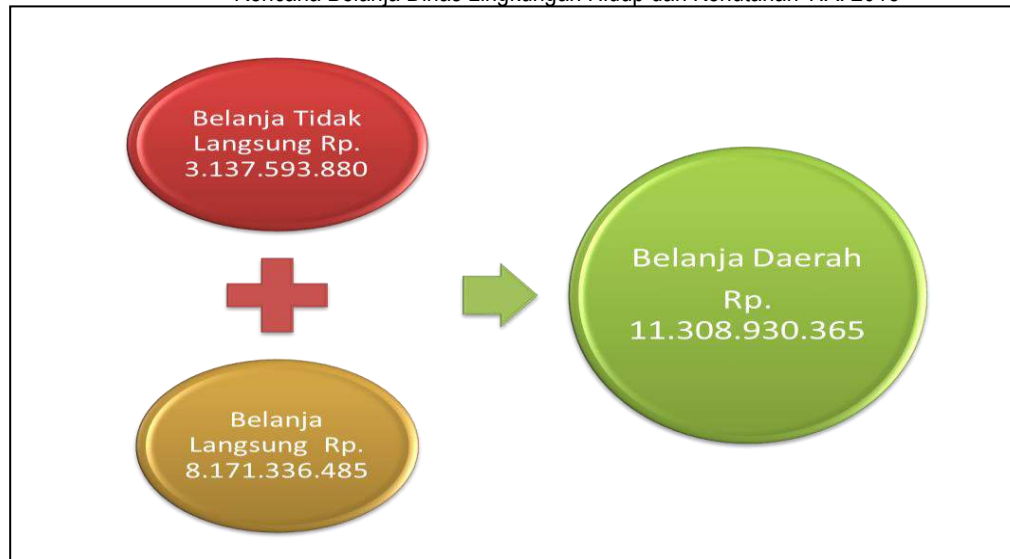 Belanja Tidak
Langsung Rp.
3.137.593.880
Belanja
Langsung Rp.
8.171.336.485
Belanja Daerah
Rp.
11.308.930.365